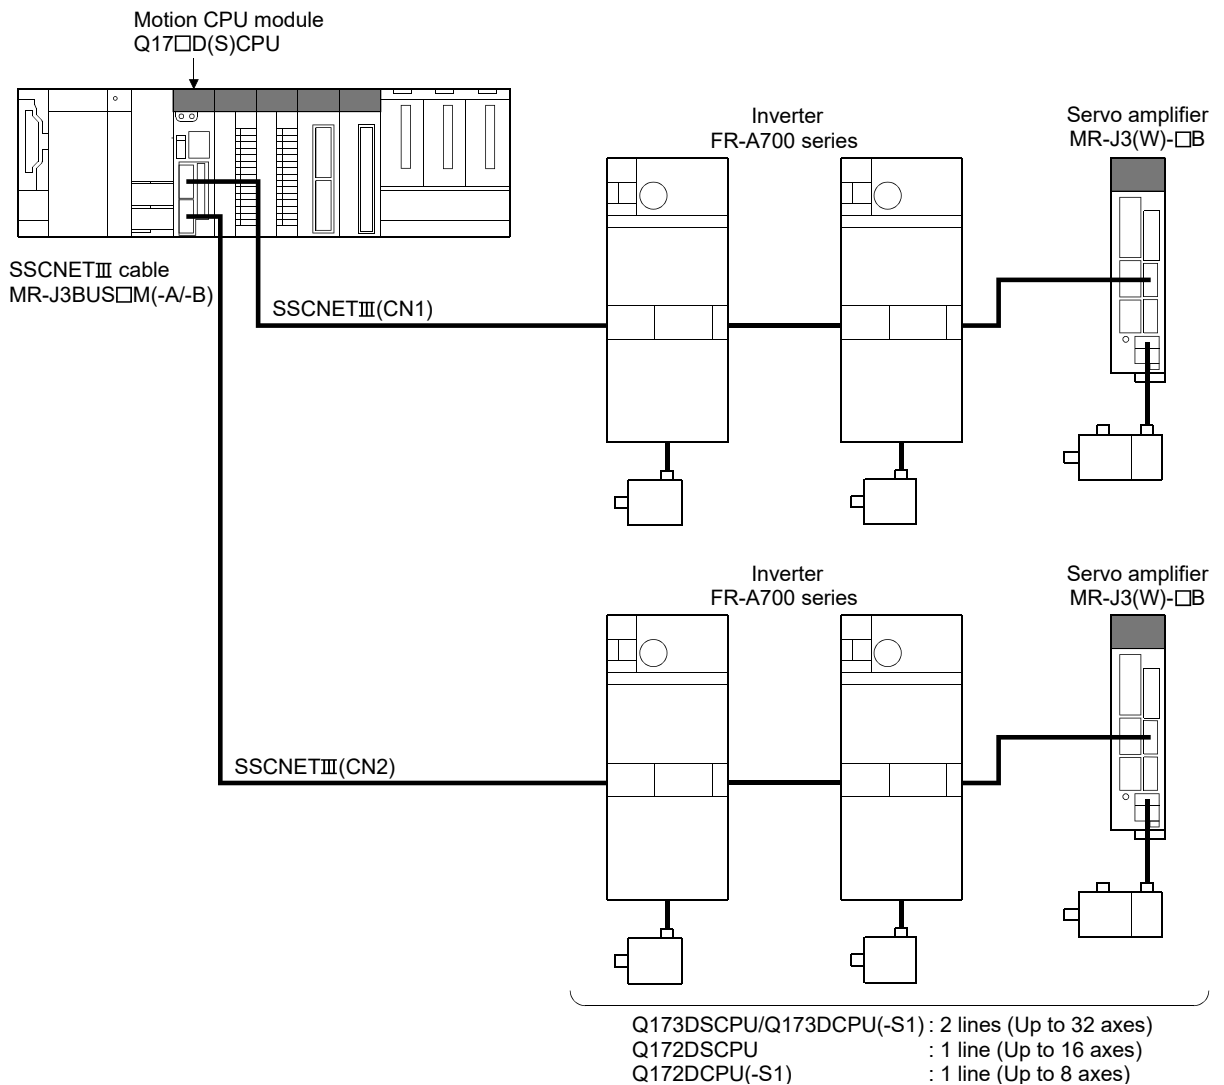 Motion CPU module
Q17□D(S)CPU
Inverter
FR-A700 series
Servo amplifier
MR-J3(W)-□B
SSCNETⅢ cable
MR-J3BUS□M(-A/-B)
SSCNETⅢ(CN1)
Inverter
FR-A700 series
Servo amplifier
MR-J3(W)-□B
SSCNETⅢ(CN2)
Q173DSCPU/Q173DCPU(-S1) : 2 lines (Up to 32 axes)
Q172DSCPU : 1 line (Up to 16 axes)
Q172DCPU(-S1) : 1 line (Up to 8 axes)